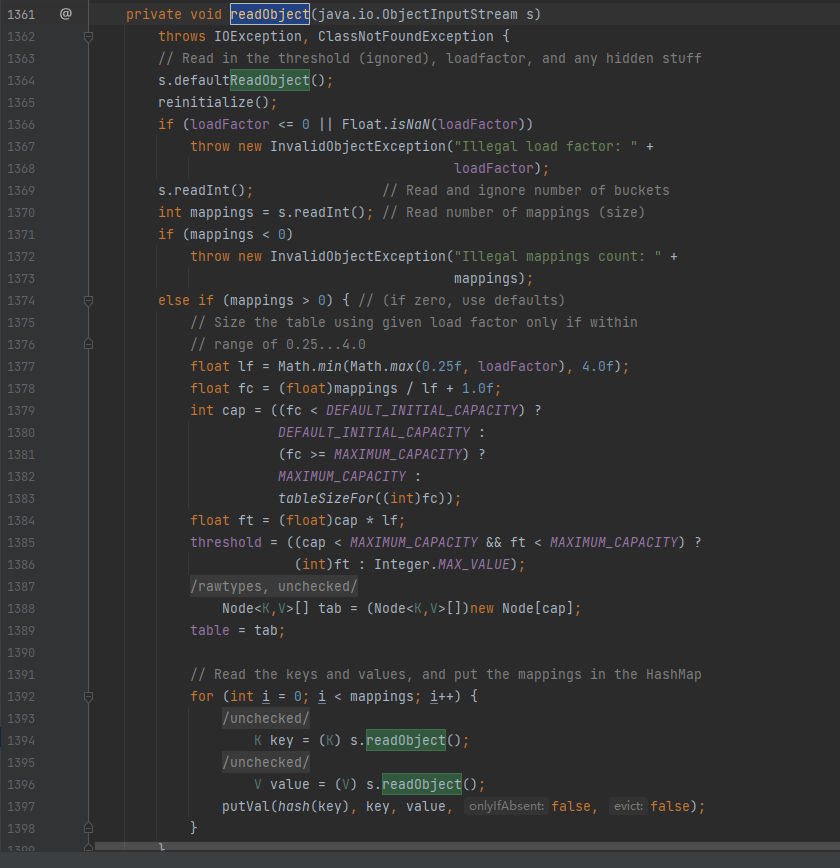 1361 @ private void readObject(java.io.ObjectInputStream s)
1362 throws IOException, ClassNotFoundException {
1363 // Read in the threshold (ignored), loadfactor, and any hidden stuff
1364 s.defaultReadObject();
1365 reinitialize();
1366 if (loadFactor <= 0 || Float.isNaN(loadFactor))
1367 throw new InvalidObjectException("Illegal load factor: " +
1368 loadFactor);
1369 s.readInt(); // Read and ignore number of buckets
1370 int mappings = s.readInt(); // Read number of mappings (size)
1371 if (mappings < 0)
1372 throw new InvalidObjectException("Illegal mappings count: " +
1373 mappings);
1374 else if (mappings > 0) { // (if zero, use defaults)
1375 // Size the table using given load factor only if within
1376 // range of 0.25...4.0
1377 float lf = Math.min(Math.max(0.25f, loadFactor), 4.0f);
1378 float fc = (float)mappings / lf + 1.0f;
1379 int cap = ((fc < DEFAULT_INITIAL_CAPACITY) ?
1380 DEFAULT_INITIAL_CAPACITY :
1381 (fc >= MAXIMUM_CAPACITY) ?
1382 MAXIMUM_CAPACITY :
1383 tableSizeFor((int)fc));
1384 float ft = (float)cap * lf;
1385 threshold = ((cap < MAXIMUM_CAPACITY && ft < MAXIMUM_CAPACITY) ?
1386 (int)ft : Integer.MAX_VALUE);
1387 /rawtypes, unchecked/
1388 Node<K,V>[] tab = (Node<K,V>[])new Node[cap];
1389 table = tab;
1390
1391 // Read the keys and values, and put the mappings in the HashMap
1392 for (int i = 0; i < mappings; i++) {
1393 /unchecked/
1394 K key = (K) s.readObject();
1395 /unchecked/
1396 V value = (V) s.readObject();
1397 putVal(hash(key), key, value, onlyIfAbsent: false, evict: false);
1398 }
1399 }